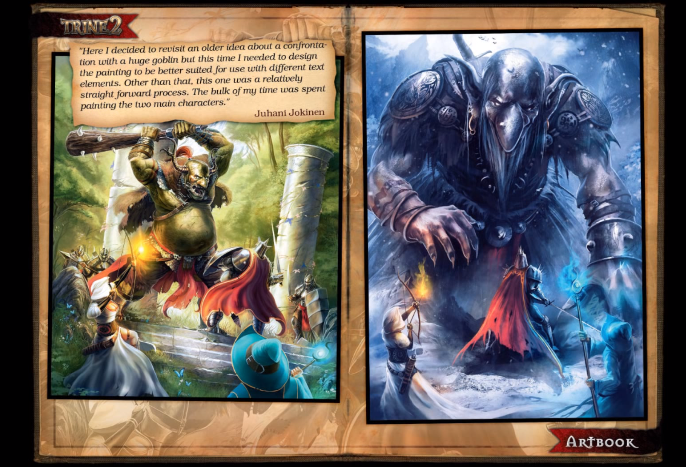 TRINE 2
"Here I decided to revisit an older idea about a confronta-
tion with a huge goblin but this time I needed to design
the painting to be better suited for use with different text
elements. Other than that, this one was a relatively
straight forward process. The bulk of my time was spent
painting the two main characters."
Juhani Jokinen
ARTBOOK